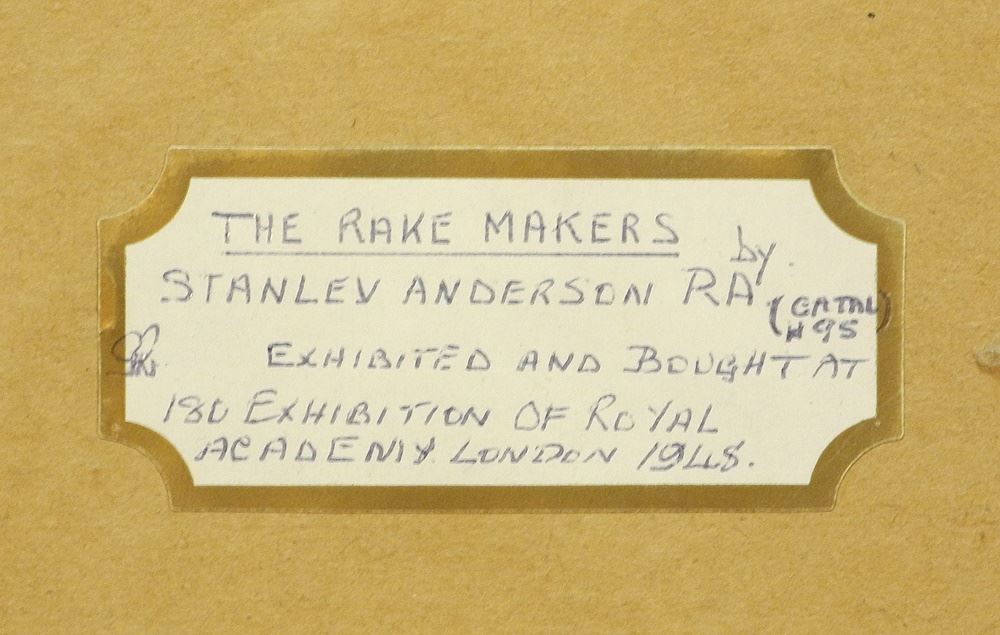 THE RAKE MAKERS
by
STANLEY ANDERSON RA
(CATAL
# 95)
EXHIBITED AND BOUGHT AT
180 EXHIBITION OF ROYAL
ACADEMY LONDON 1948.